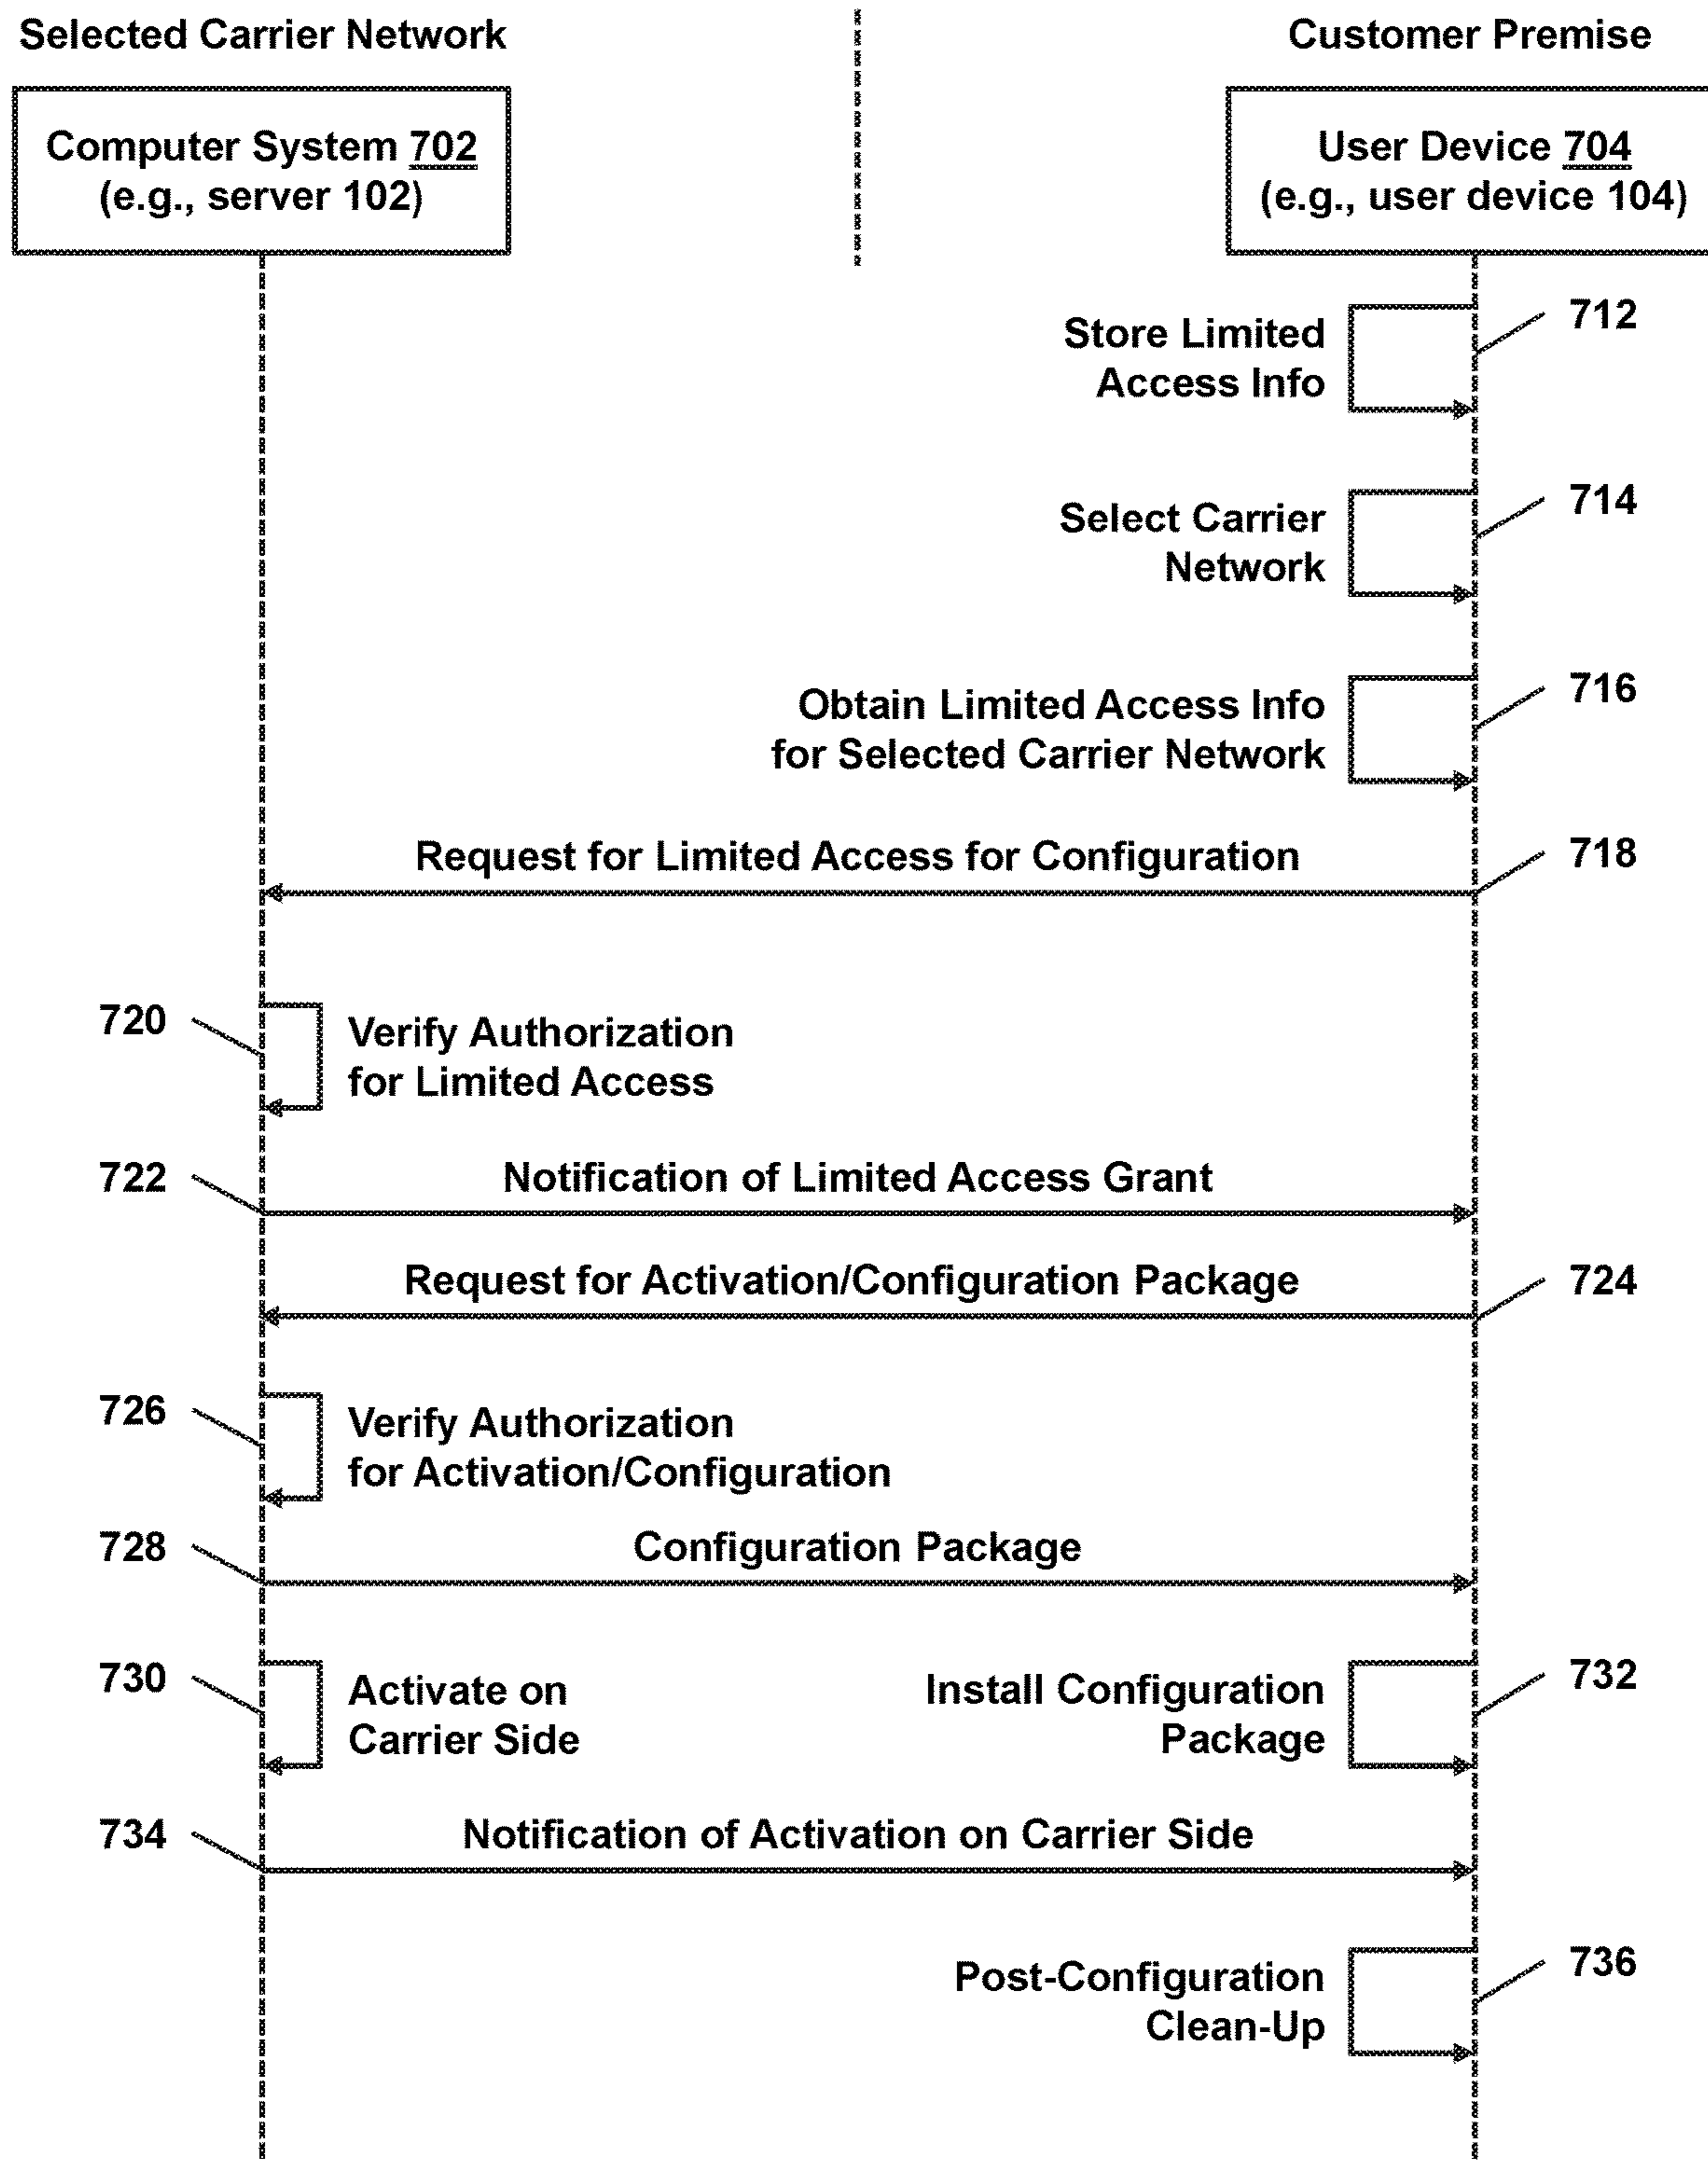 Selected Carrier Network
Customer Premise
Computer System 702
(e.g., server 102)
User Device 704
(e.g., user device 104)
Store Limited
Access Info
712
Select Carrier
Network
714
Obtain Limited Access Info
for Selected Carrier Network
716
Request for Limited Access for Configuration
718
720
Verify Authorization
for Limited Access
722
Notification of Limited Access Grant
Request for Activation/Configuration Package
724
726
Verify Authorization
for Activation/Configuration
728
Configuration Package
730
Activate on
Carrier Side
Install Configuration
Package
732
734
Notification of Activation on Carrier Side
Post-Configuration
Clean-Up
736